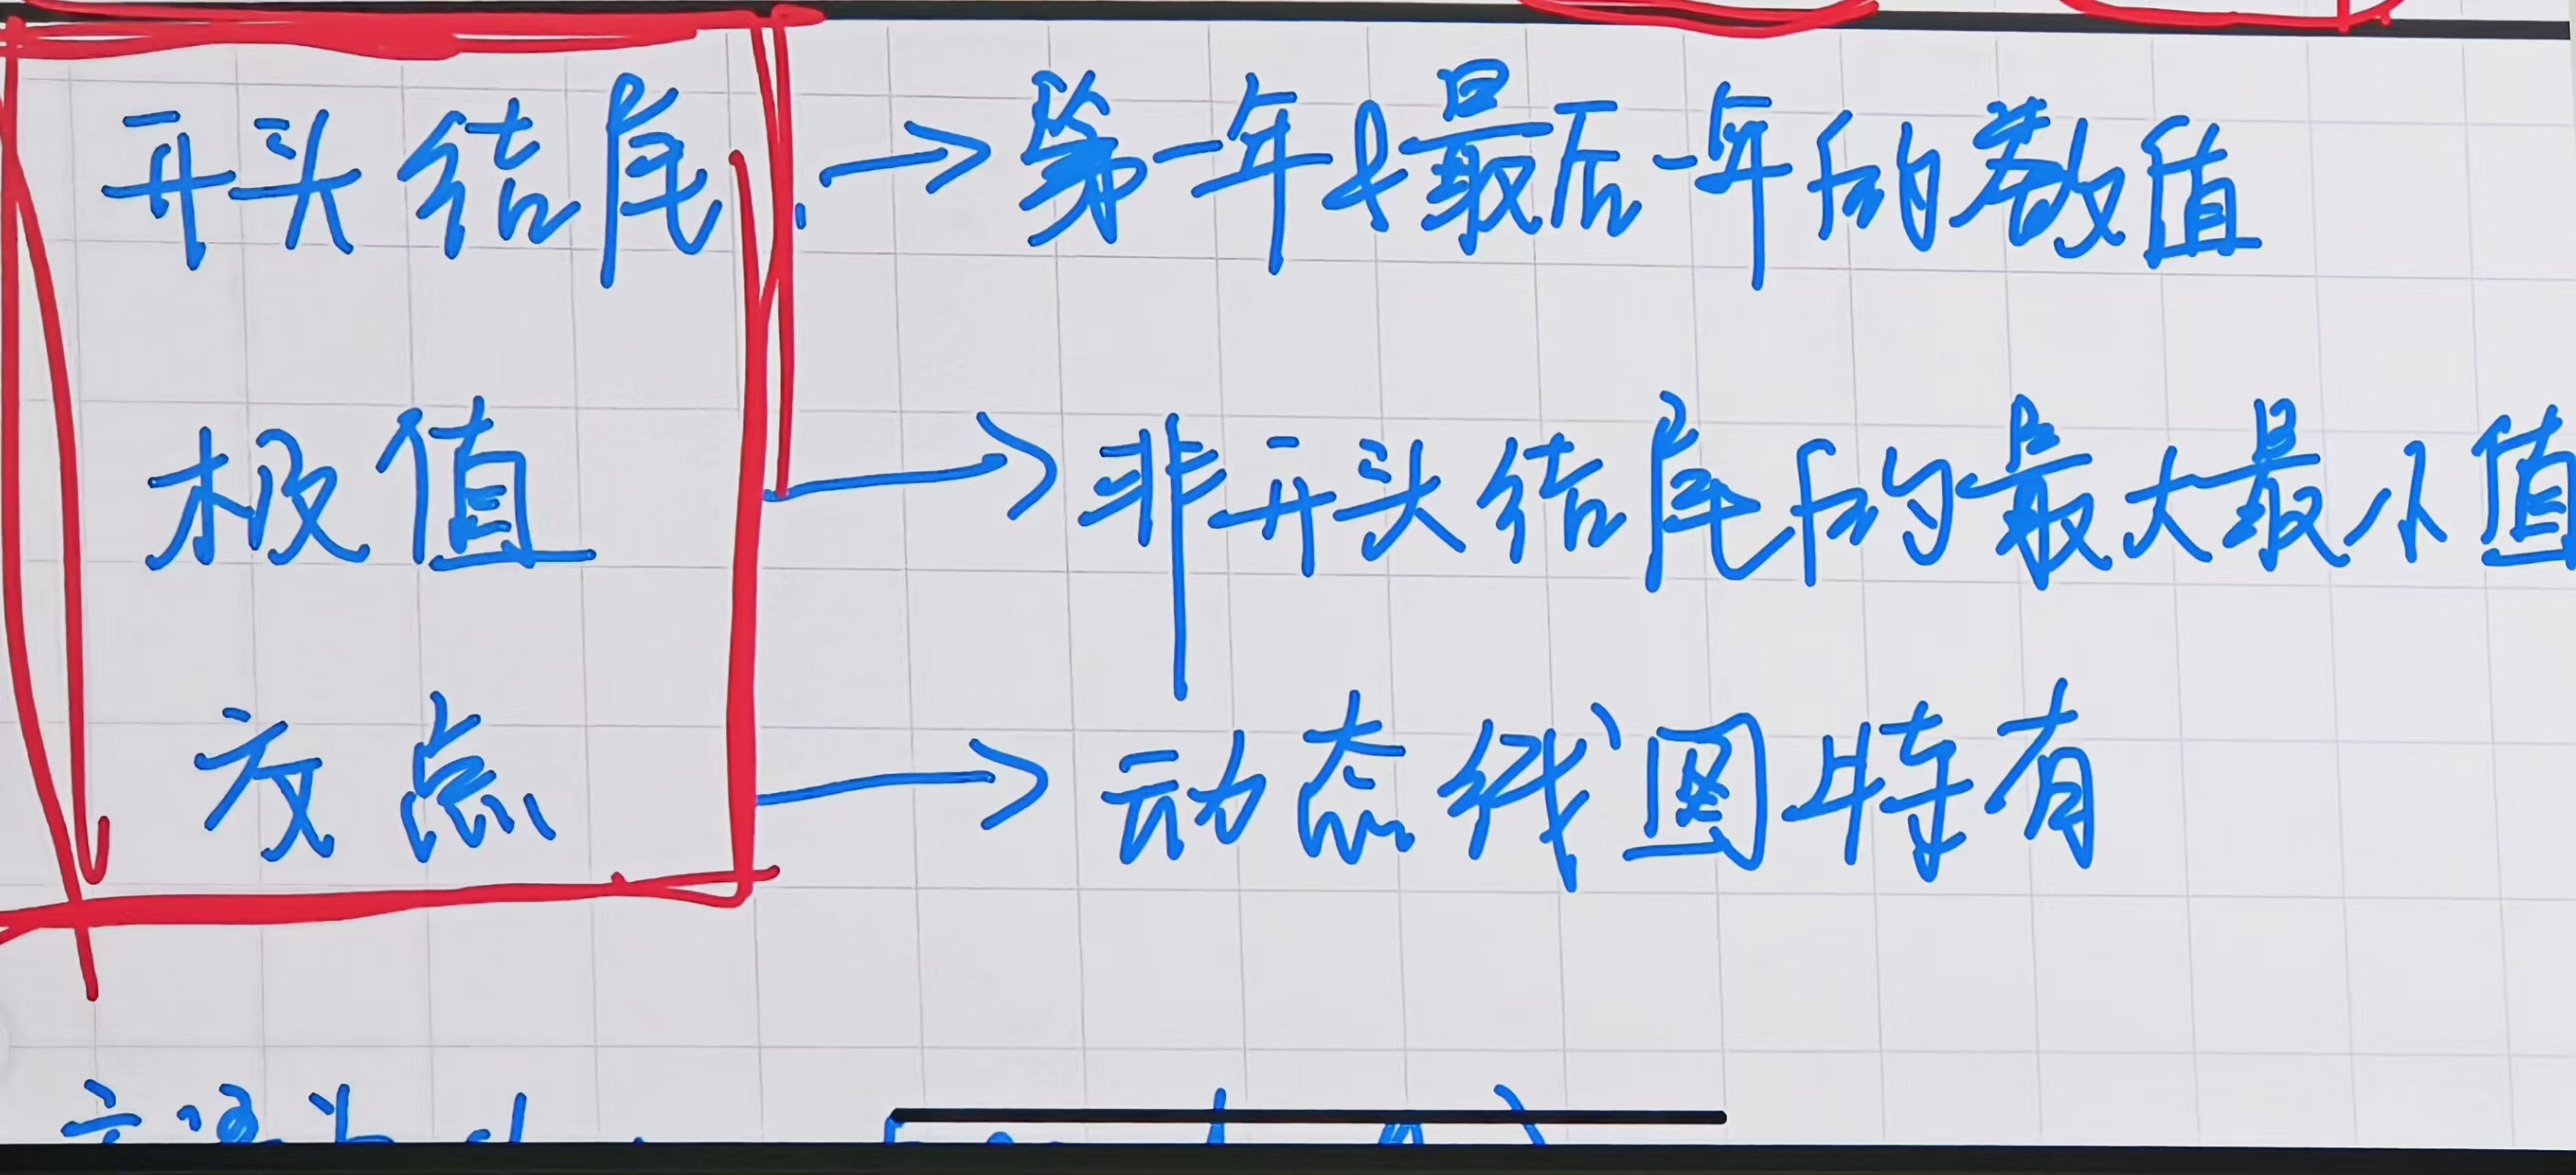 开头结尾 → 第一年&最后一年的数值
极值 → 非开头结尾的最大最小值
交点 → 动态线图特有